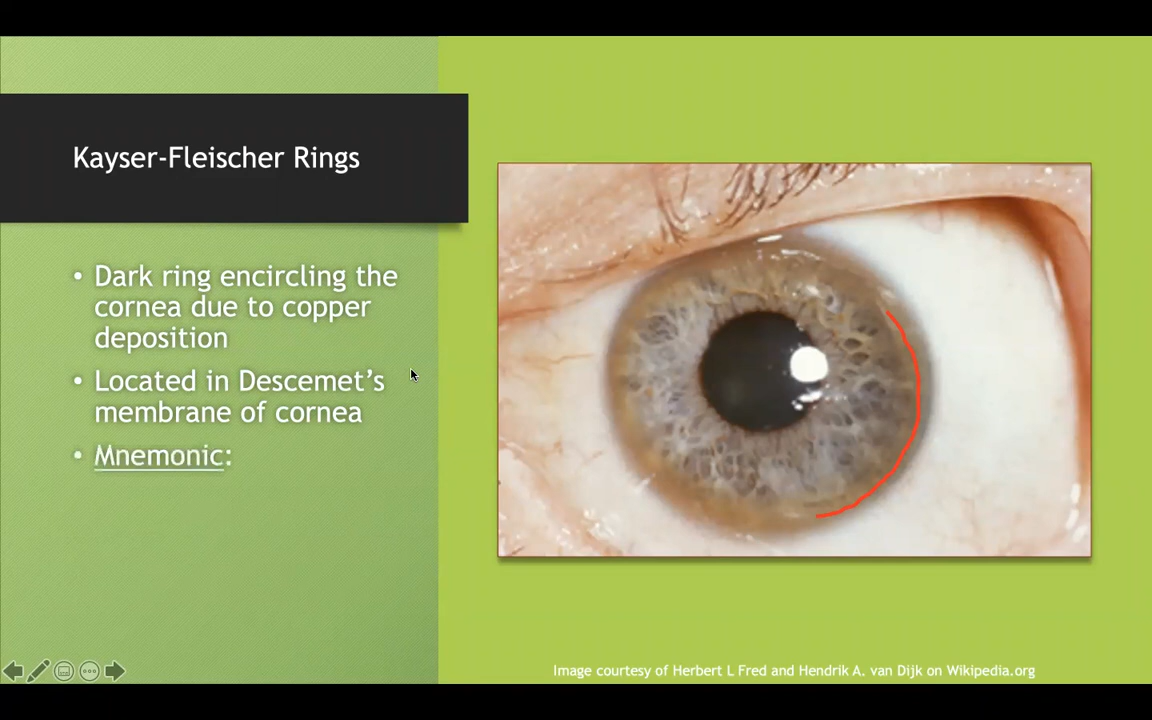 Kayser-Fleischer Rings
• Dark ring encircling the
cornea due to copper
deposition
• Located in Descemet’s
membrane of cornea
• Mnemonic:
Image courtesy of Herbert L Fred and Hendrik A. van Dijk on Wikipedia.org